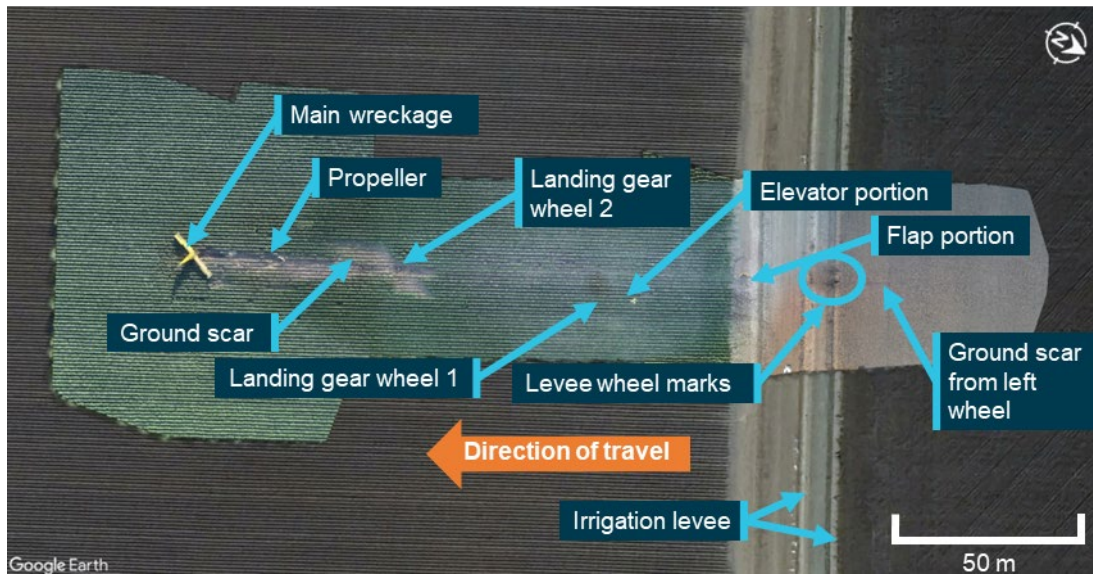 N
Main wreckage
Propeller
Landing gear
wheel 2
Elevator portion
Flap portion
Ground scar
Landing gear wheel 1
Levee wheel marks
Ground scar
from left
wheel
Direction of travel
Irrigation levee
50 m
Google Earth